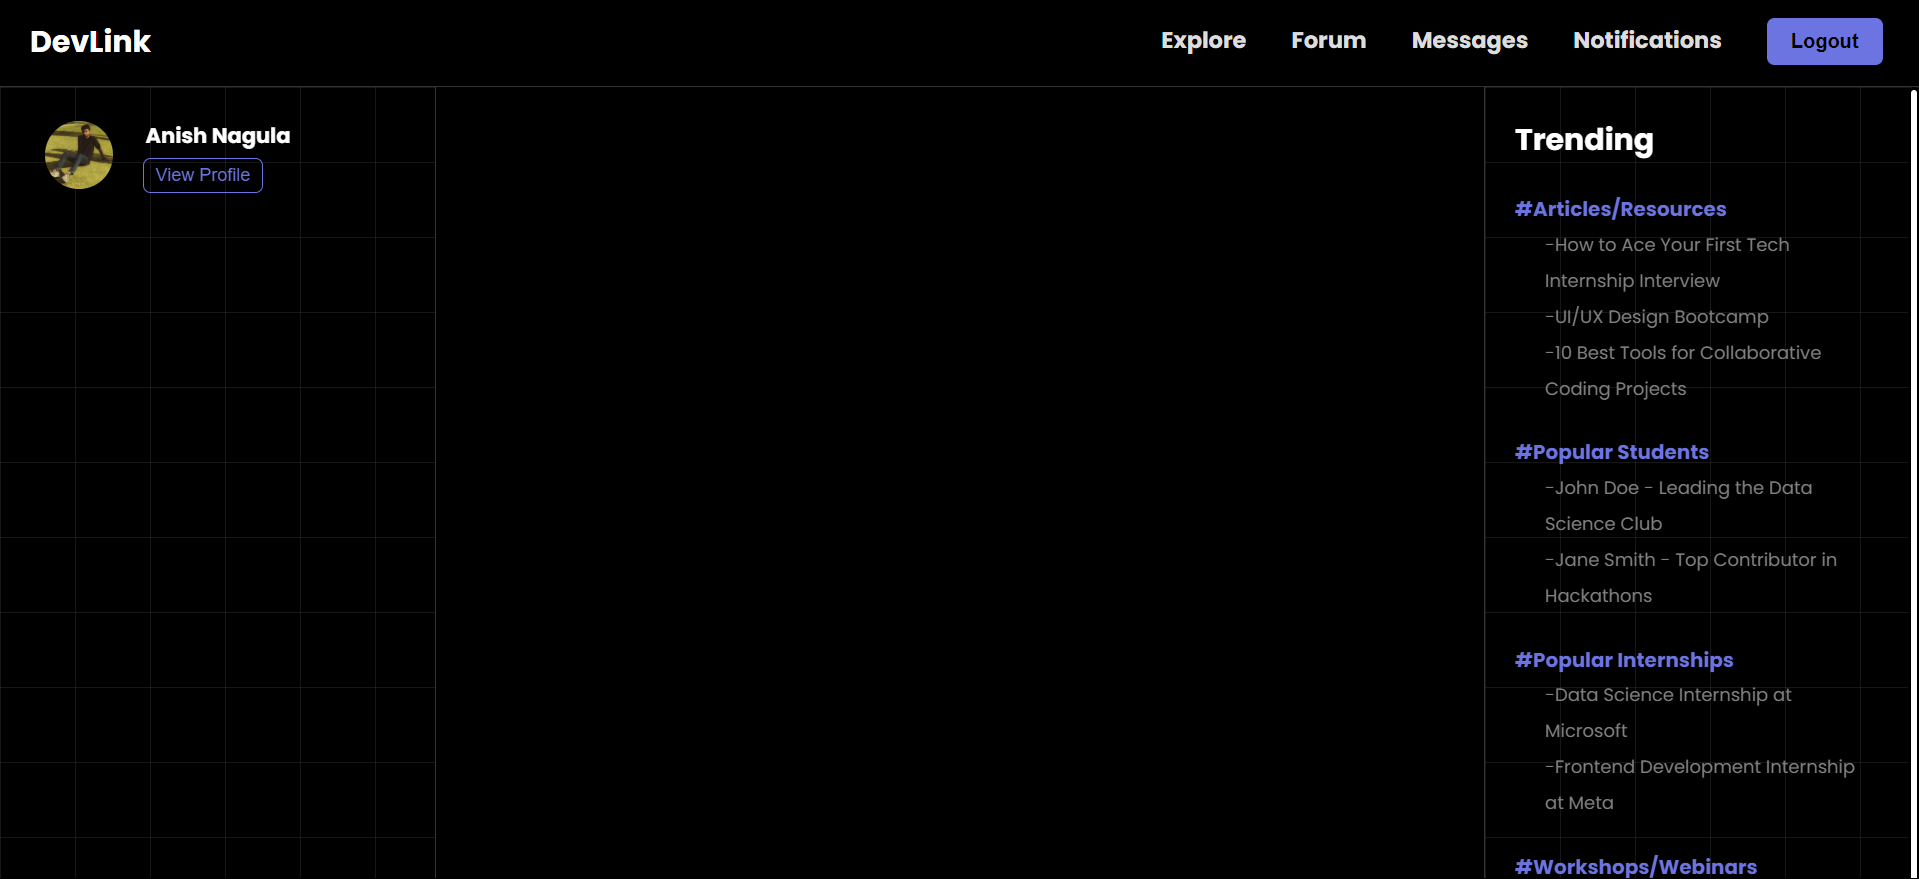 DevLink
Explore
Forum
Messages
Notifications
Logout
Anish Nagula
View Profile
Trending
#Articles/Resources
-How to Ace Your First Tech
Internship Interview
-UI/UX Design Bootcamp
-10 Best Tools for Collaborative
Coding Projects
#Popular Students
-John Doe - Leading the Data
Science Club
-Jane Smith - Top Contributor in
Hackathons
#Popular Internships
-Data Science Internship at
Microsoft
-Frontend Development Internship
at Meta
#Workshops/Webinars